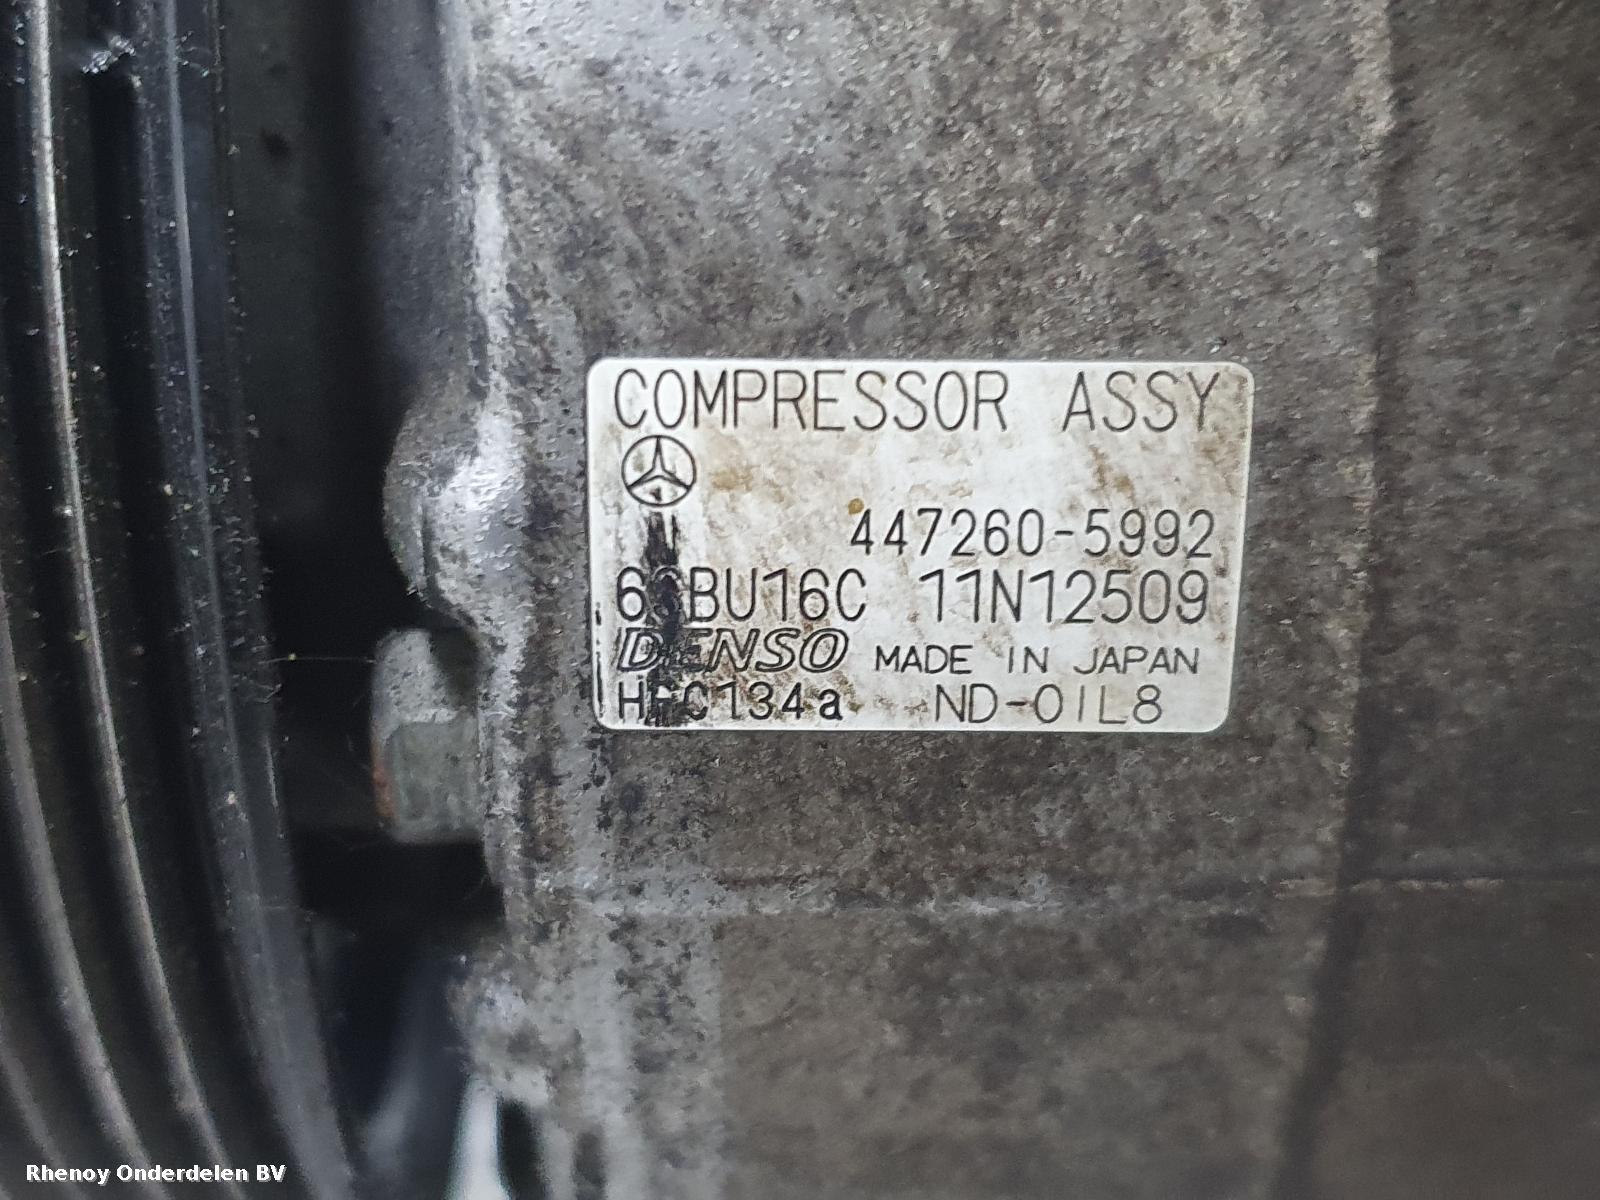 COMPRESSOR ASSY
447260-5992
6SBU16C 11N12509
DENSO MADE IN JAPAN
HFC134a ND-OIL8
Rhenoy Onderdelen BV